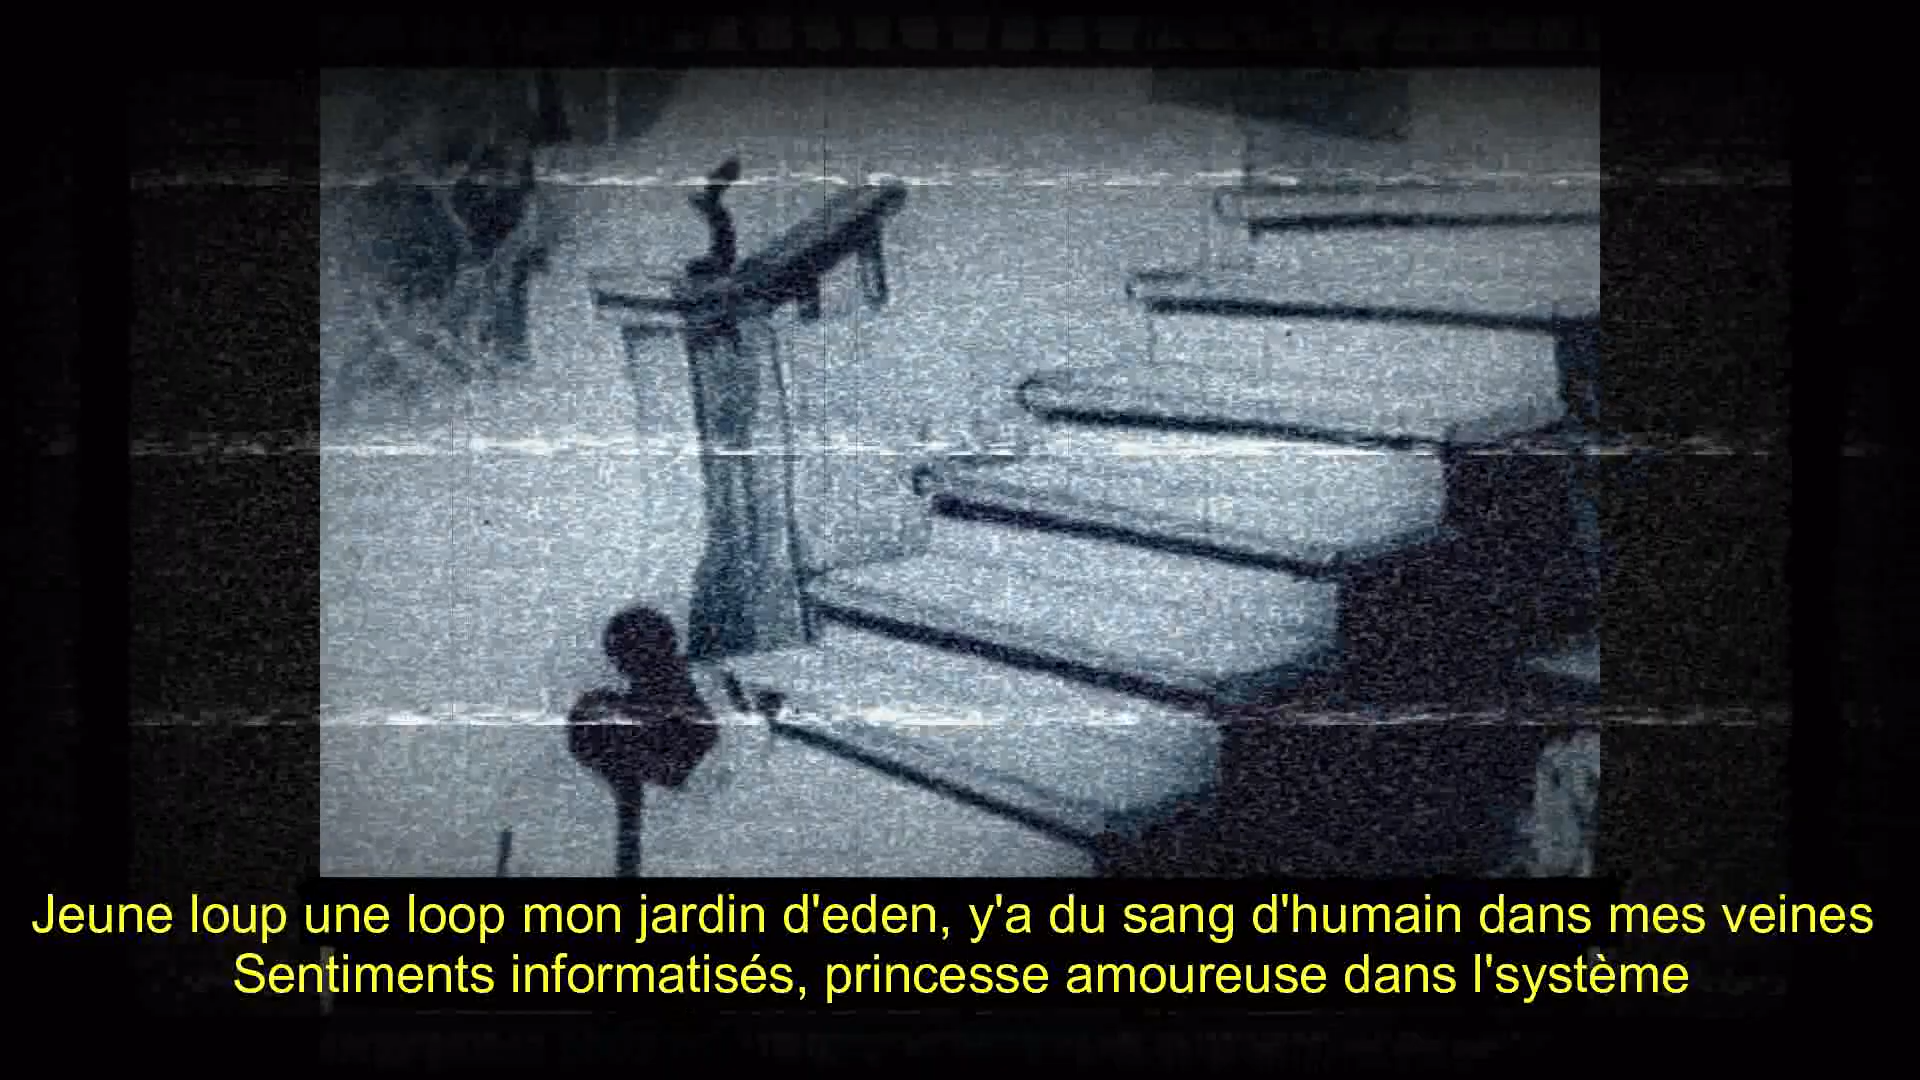 Jeune loup une loop mon jardin d'eden, y'a du sang d'humain dans mes veines
Sentiments informatisés, princesse amoureuse dans l'système